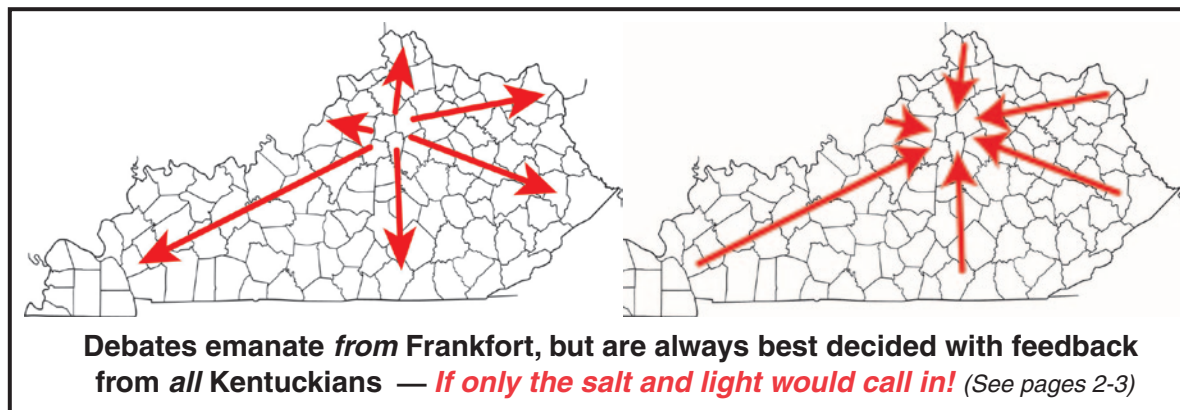 Debates emanate from Frankfort, but are always best decided with feedback
from all Kentuckians — If only the salt and light would call in! (See pages 2-3)